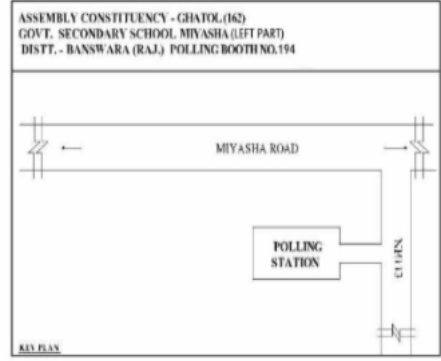 ASSEMBLY CONSTITUENCY - GHATOL (162)
GOVT. SECONDARY SCHOOL MIYASHA (LEFT PART)
DISTT. - BANSWARA (RAJ.) POLLING BOOTH NO.194
MIYASHA ROAD
POLLING
STATION
KEY PLAN